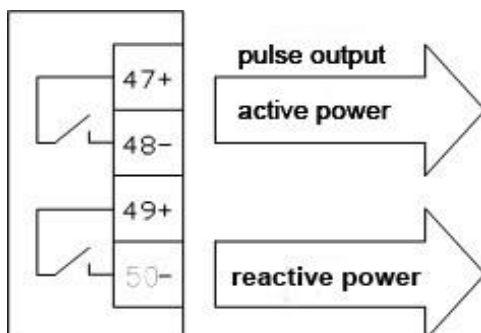 47+
48-
49+
50-
pulse output
active power
reactive power